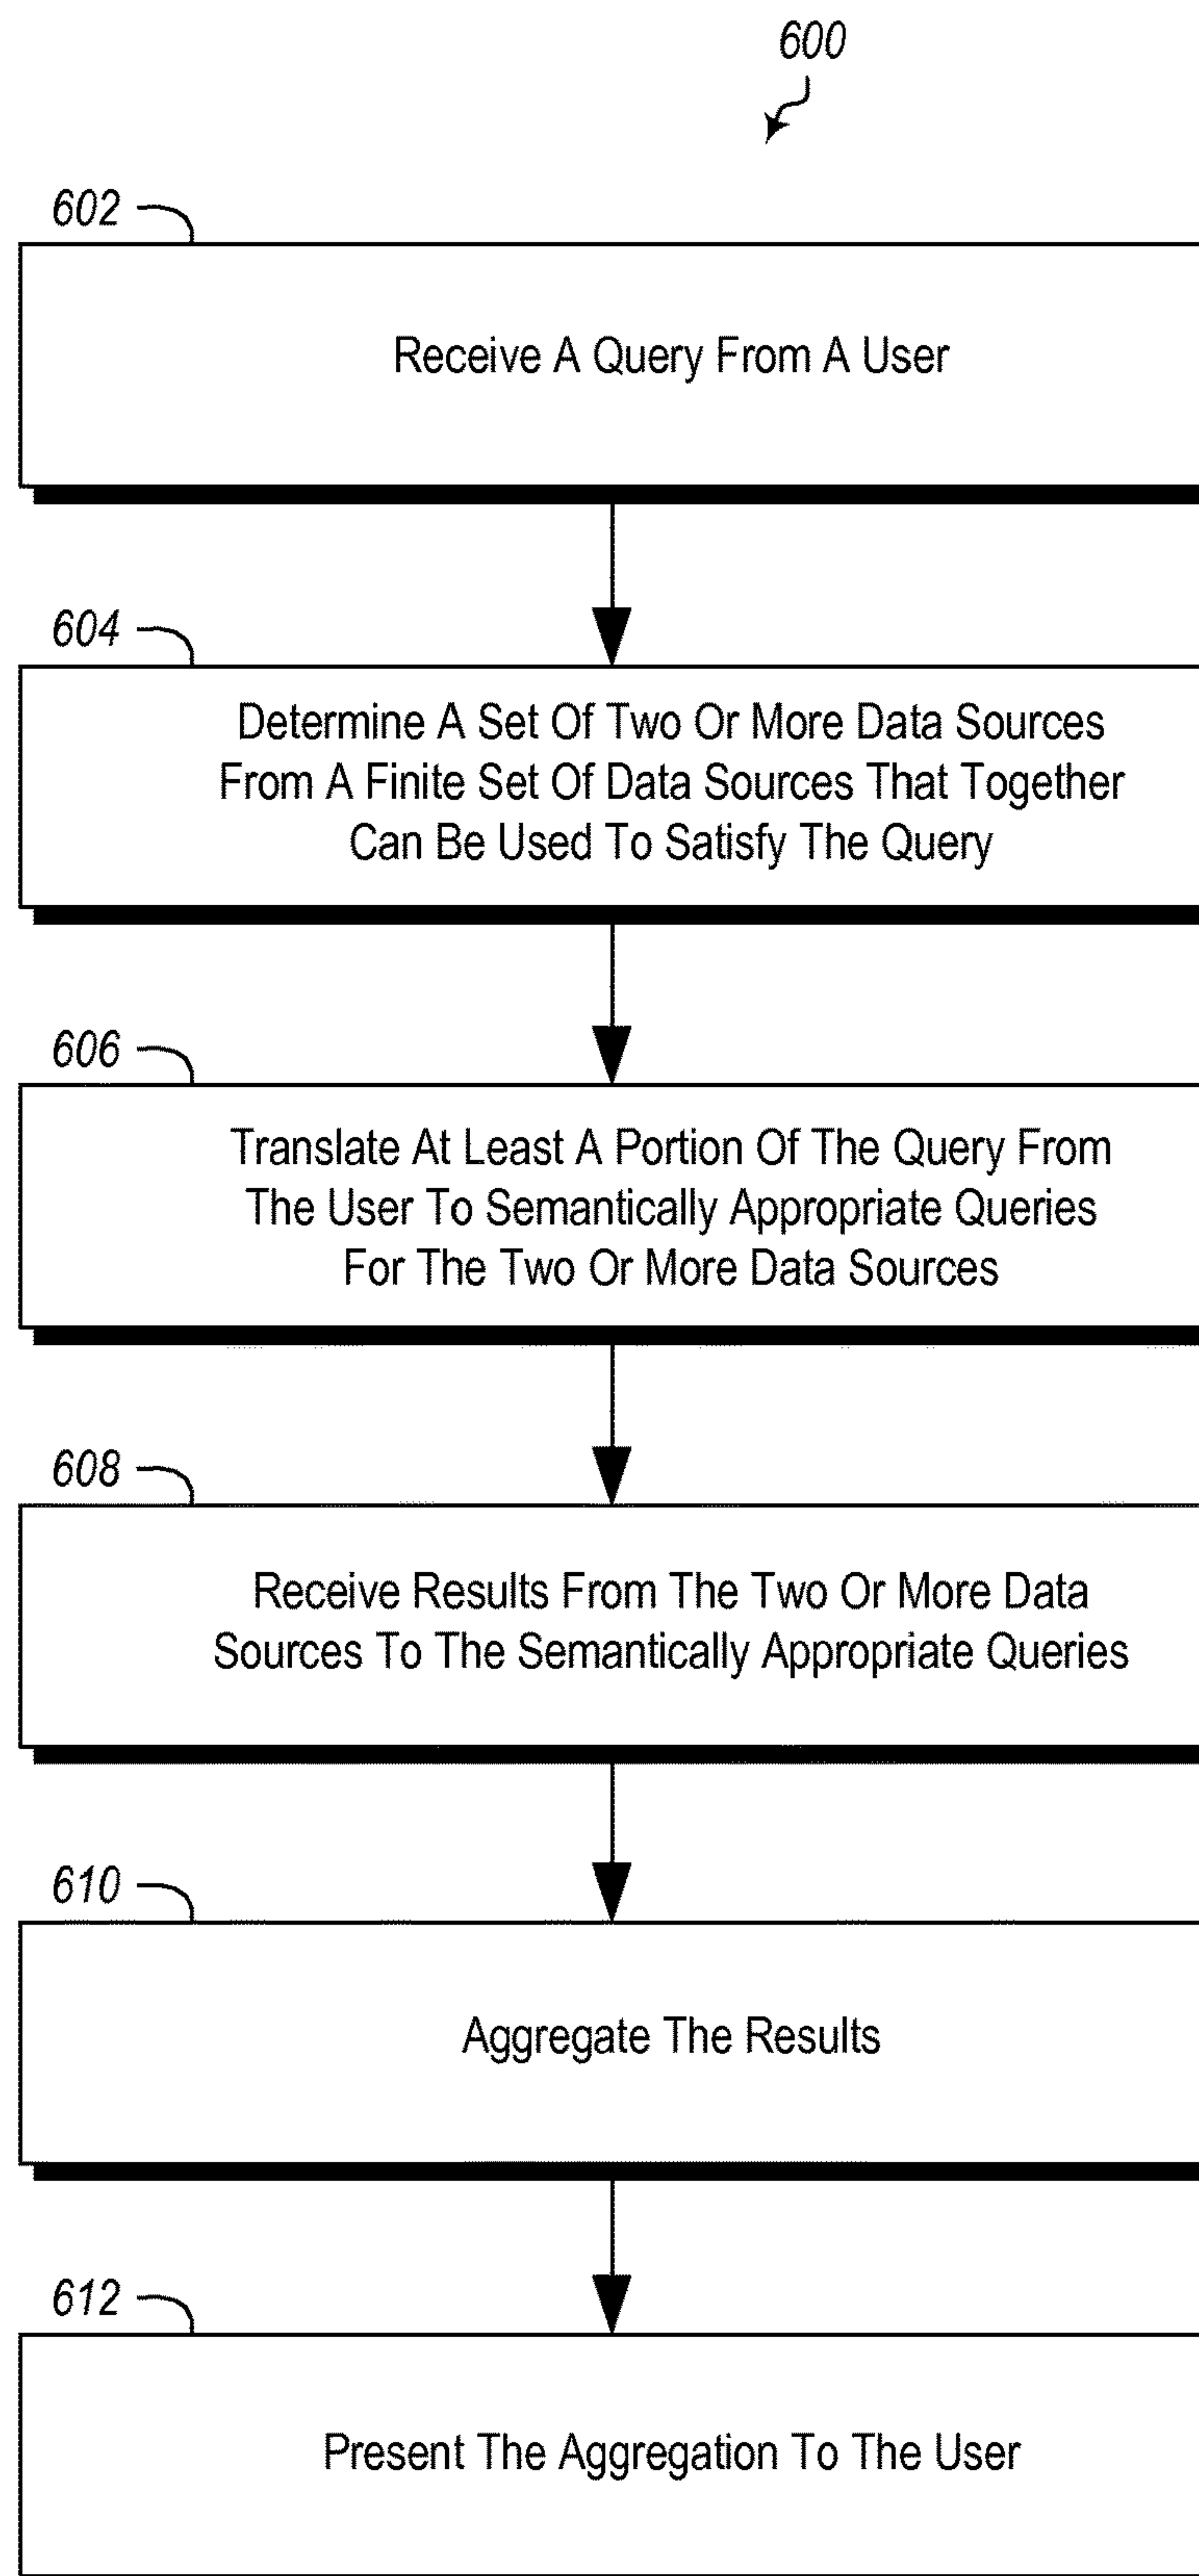 600
602
Receive A Query From A User
604
Determine A Set Of Two Or More Data Sources
From A Finite Set Of Data Sources That Together
Can Be Used To Satisfy The Query
606
Translate At Least A Portion Of The Query From
The User To Semantically Appropriate Queries
For The Two Or More Data Sources
608
Receive Results From The Two Or More Data
Sources To The Semantically Appropriate Queries
610
Aggregate The Results
612
Present The Aggregation To The User